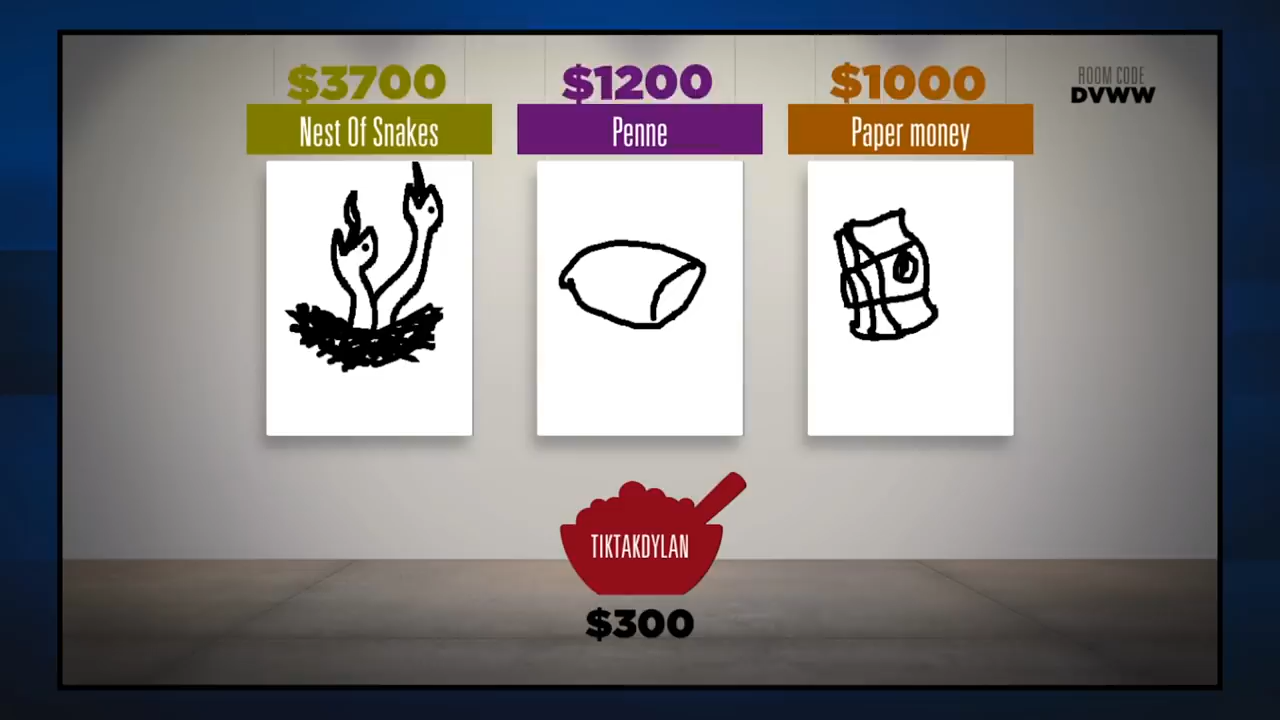 $3700
Nest Of Snakes
$1200
Penne
$1000
Paper money
ROOM CODE
DVWW
TIKTAKDYLAN
$300